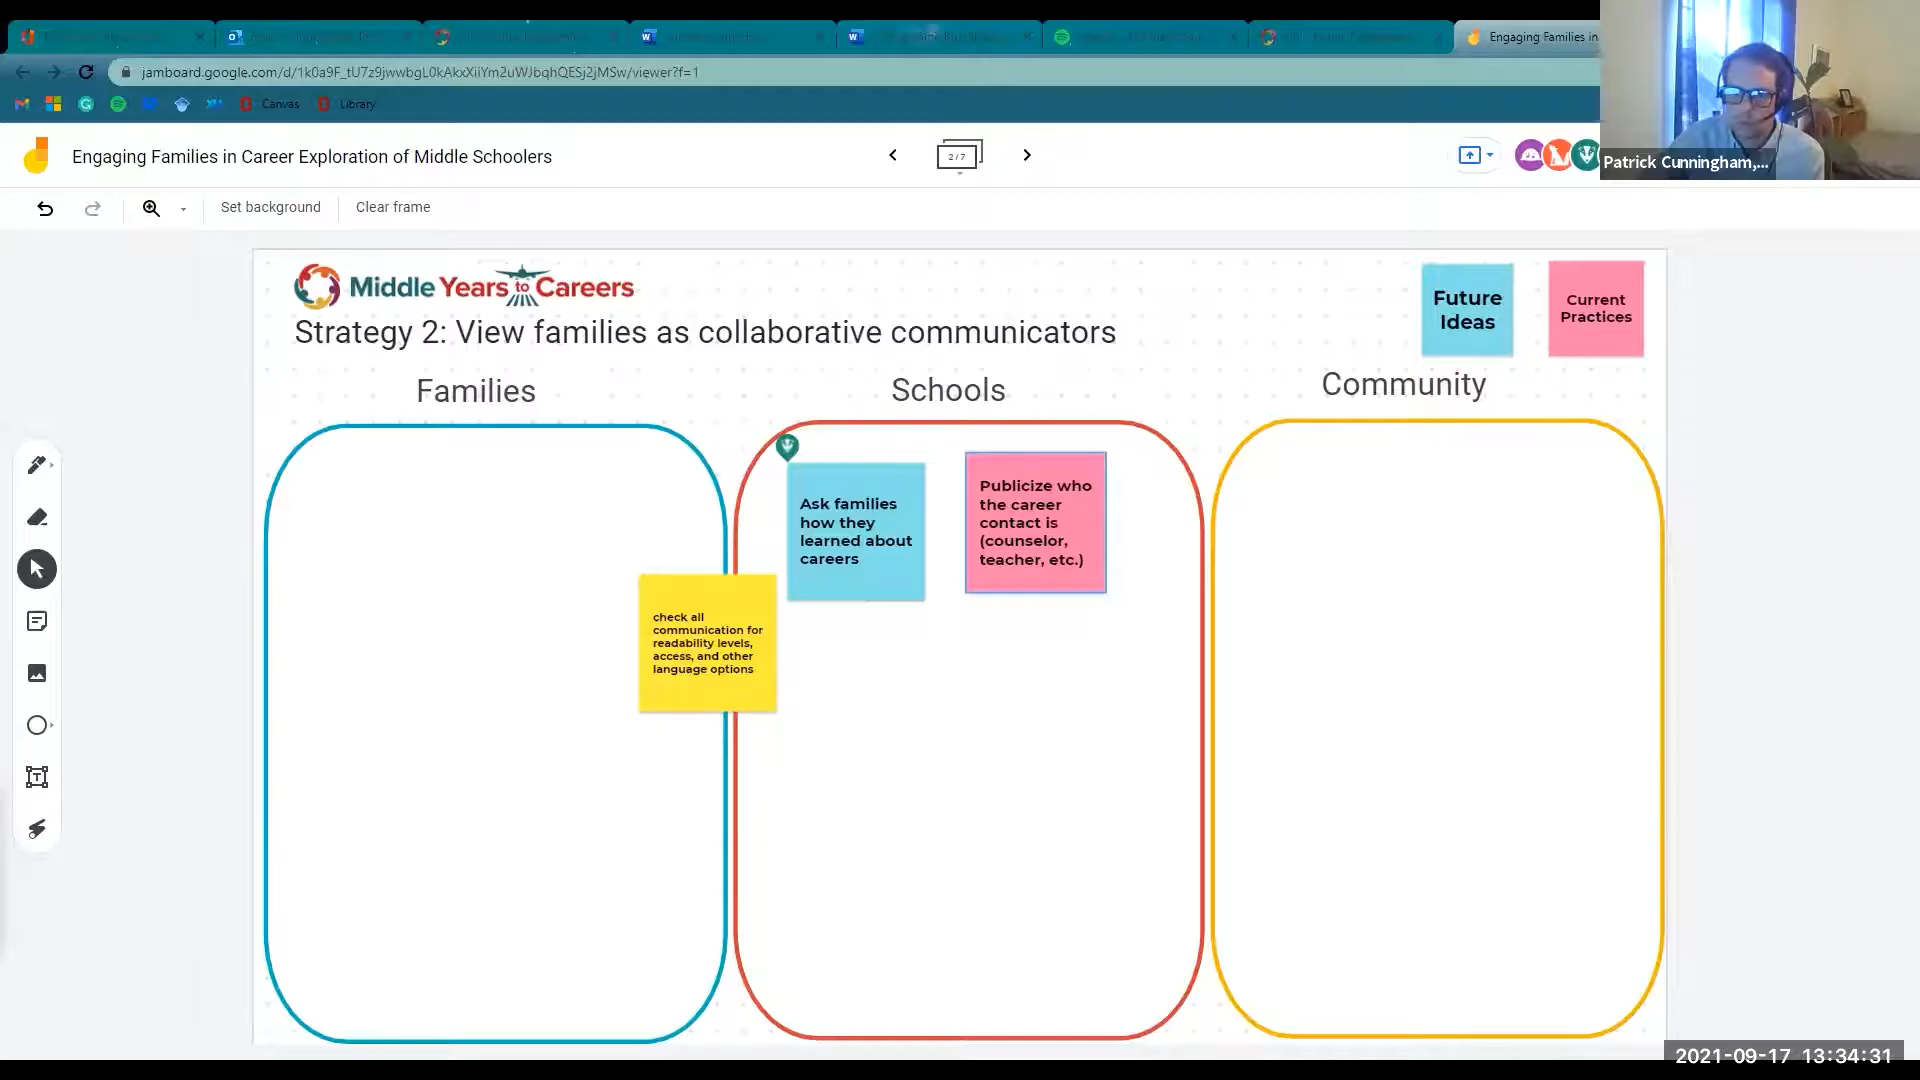 Engaging Families in
jamboard.google.com/d/1k0a9F_tU7z9jwwbgL0kAkxXiiYm2uWJbqhQESj2jMSw/viewer?f=1
Canvas
Library
Engaging Families in Career Exploration of Middle Schoolers
2/7
Patrick Cunningham,...
Set background
Clear frame
Middle Years to Careers
Strategy 2: View families as collaborative communicators
Future
Ideas
Current
Practices
Families
Schools
Community
Ask families
how they
learned about
careers
Publicize who
the career
contact is
(counselor,
teacher, etc.)
check all
communication for
readability levels,
access, and other
language options
2021-09-17 13:34:31